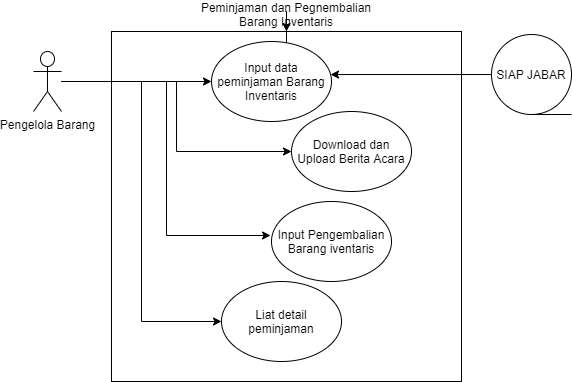 Peminjaman dan Pegnembalian
Barang Inventaris
Input data
peminjaman Barang
Inventaris
SIAP JABAR
Pengelola Barang
Download dan
Upload Berita Acara
Input Pengembalian
Barang iventaris
Liat detail
peminjaman